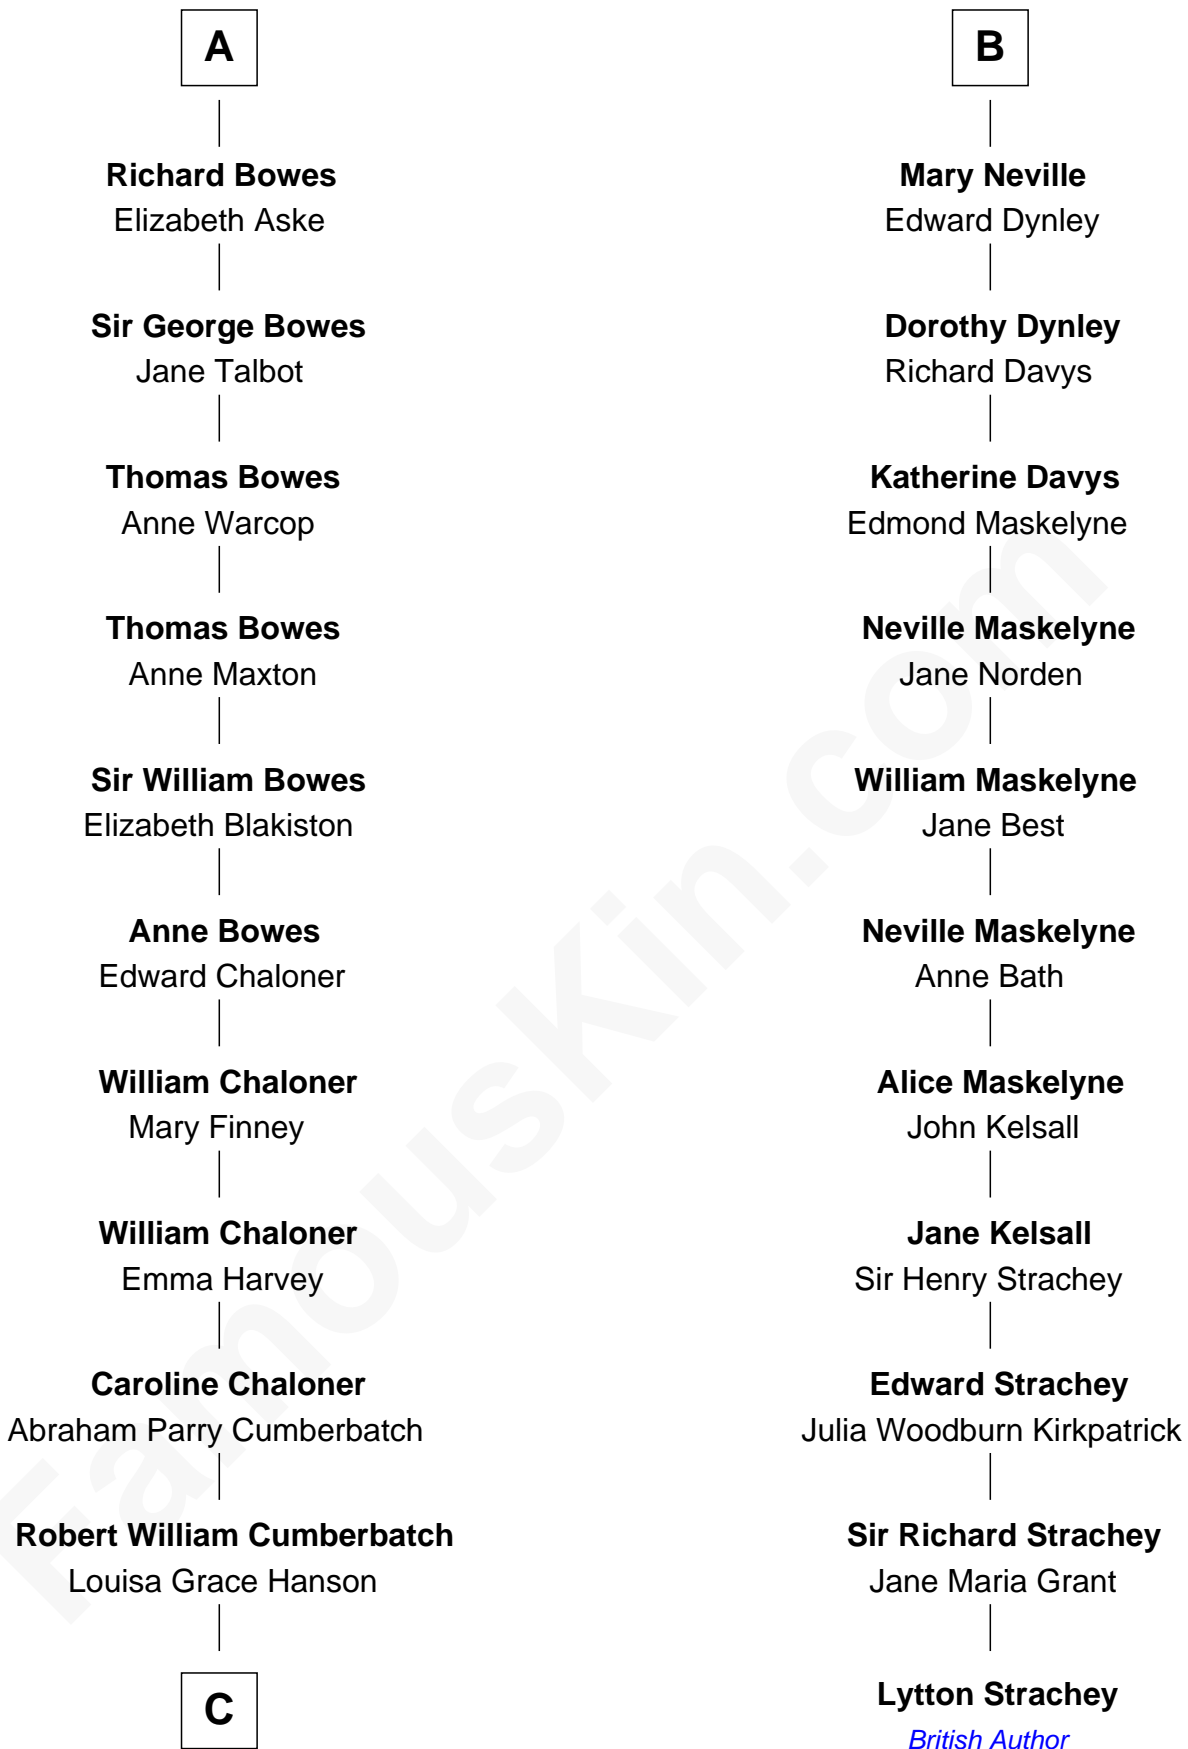 A
Richard Bowes
Elizabeth Aske
Sir George Bowes
Jane Talbot
Thomas Bowes
Anne Warcop
Thomas Bowes
Anne Maxton
Sir William Bowes
Elizabeth Blakiston
Anne Bowes
Edward Chaloner
William Chaloner
Mary Finney
William Chaloner
Emma Harvey
Caroline Chaloner
Abraham Parry Cumberbatch
Robert William Cumberbatch
Louisa Grace Hanson
C
B
Mary Neville
Edward Dynley
Dorothy Dynley
Richard Davys
Katherine Davys
Edmond Maskelyne
Neville Maskelyne
Jane Norden
William Maskelyne
Jane Best
Neville Maskelyne
Anne Bath
Alice Maskelyne
John Kelsall
Jane Kelsall
Sir Henry Strachey
Edward Strachey
Julia Woodburn Kirkpatrick
Sir Richard Strachey
Jane Maria Grant
Lytton Strachey
British Author
FamousKin.com